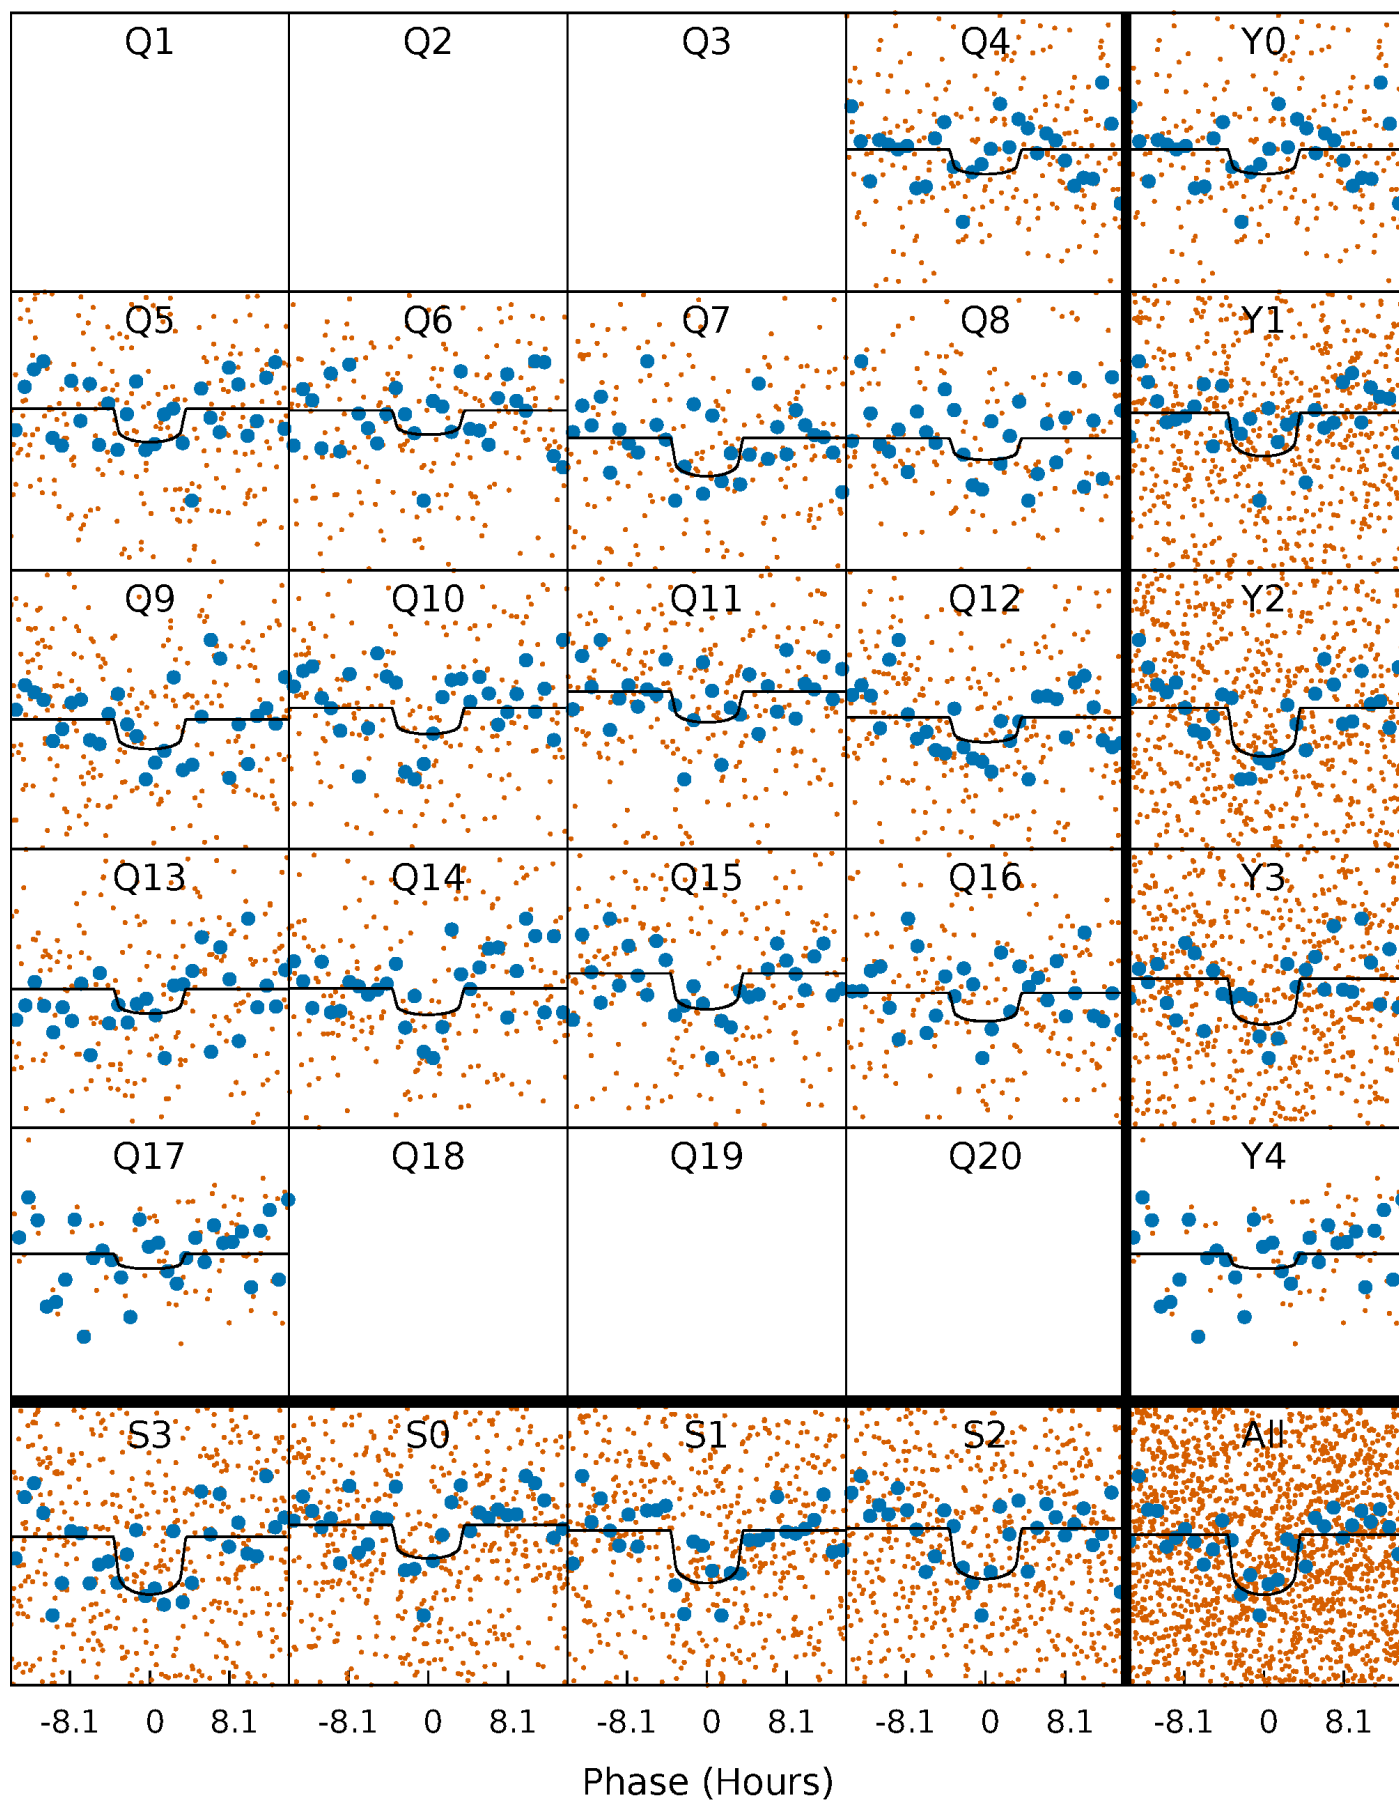 Q1 Q2 Q3 Q4 Y0
Q5 Q6 Q7 Q8 Y1
Q9 Q10 Q11 Q12 Y2
Q13 Q14 Q15 Q16 Y3
Q17 Q18 Q19 Q20 Y4
S3 S0 S1 S2 All
-8.1 0 8.1 -8.1 0 8.1 -8.1 0 8.1 -8.1 0 8.1 -8.1 0 8.1
Phase (Hours)